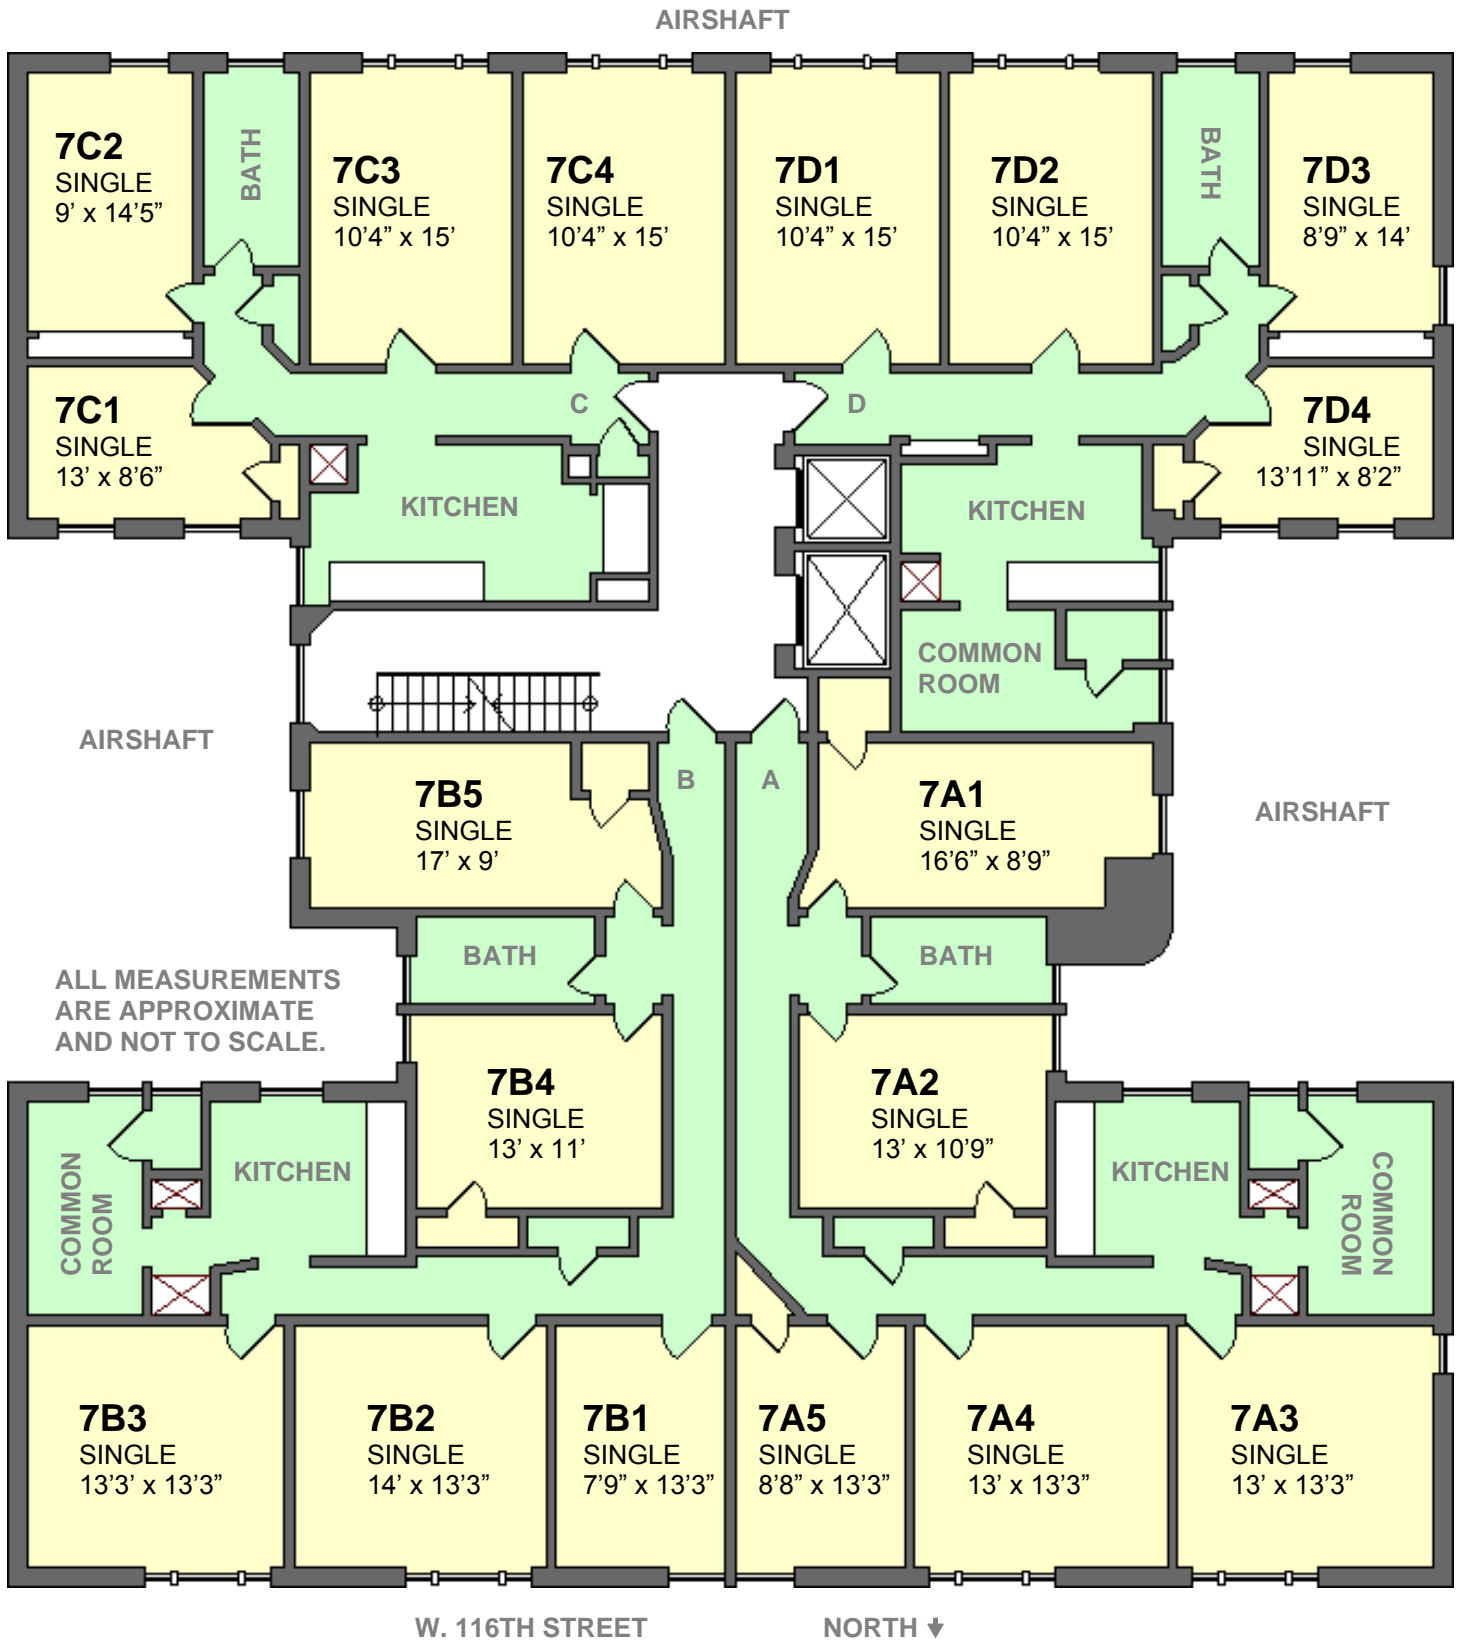 AIRSHAFT
7C2
SINGLE
9’ x 14’5”
BATH
7C3
SINGLE
10’4” x 15’
7C4
SINGLE
10’4” x 15’
7D1
SINGLE
10’4” x 15’
7D2
SINGLE
10’4” x 15’
BATH
7D3
SINGLE
8’9” x 14’
7C1
SINGLE
13’ x 8’6”
C
D
7D4
SINGLE
13’11” x 8’2”
KITCHEN
KITCHEN
COMMON
ROOM
AIRSHAFT
B
A
7B5
SINGLE
17’ x 9’
7A1
SINGLE
16’6” x 8’9”
AIRSHAFT
BATH
BATH
ALL MEASUREMENTS
ARE APPROXIMATE
AND NOT TO SCALE.
7B4
SINGLE
13’ x 11’
7A2
SINGLE
13’ x 10’9”
COMMON
ROOM
KITCHEN
KITCHEN
COMMON
ROOM
7B3
SINGLE
13’3’ x 13’3”
7B2
SINGLE
14’ x 13’3”
7B1
SINGLE
7’9” x 13’3”
7A5
SINGLE
8’8” x 13’3”
7A4
SINGLE
13’ x 13’3”
7A3
SINGLE
13’ x 13’3”
W. 116TH STREET
NORTH